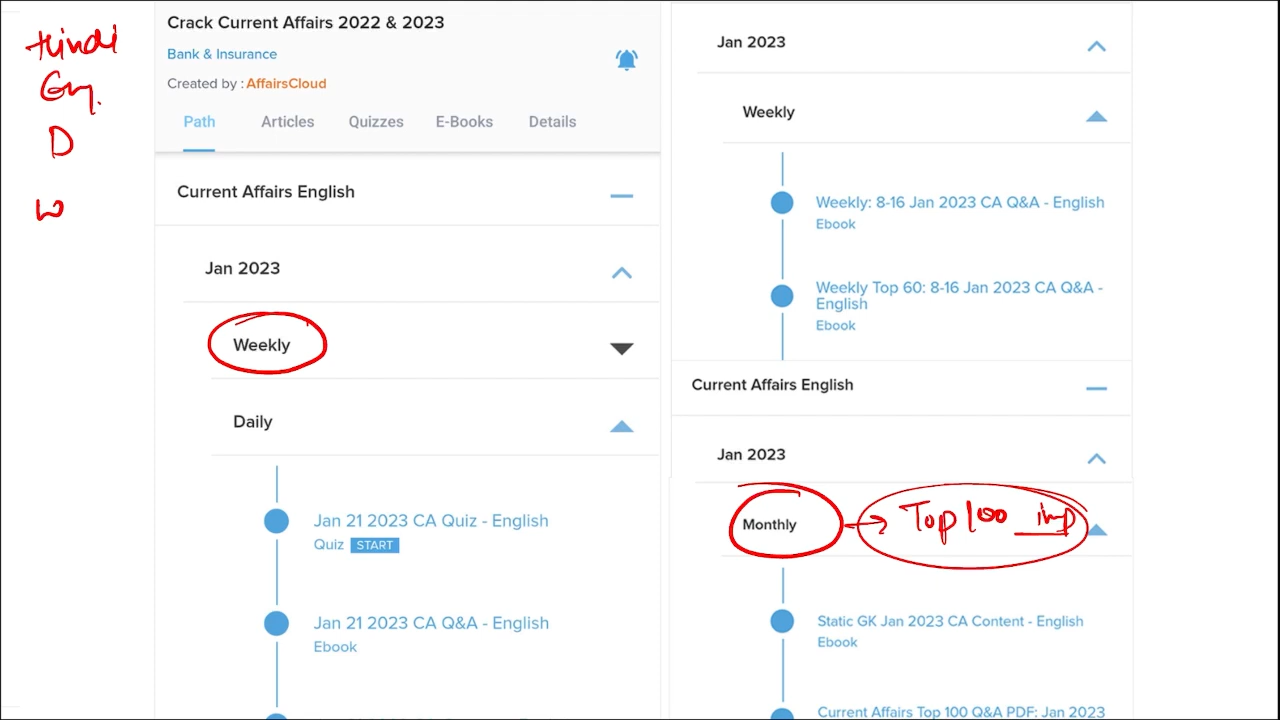 Hindi
Eng.
D
W
Crack Current Affairs 2022 & 2023
Bank & Insurance
Created by : AffairsCloud
Path Articles Quizzes E-Books Details
Current Affairs English
Jan 2023
Weekly
Daily
Jan 21 2023 CA Quiz - English
Quiz START
Jan 21 2023 CA Q&A - English
Ebook
Jan 2023
Weekly
Weekly: 8-16 Jan 2023 CA Q&A - English
Ebook
Weekly Top 60: 8-16 Jan 2023 CA Q&A -
English
Ebook
Current Affairs English
Jan 2023
Monthly → Top 100 imp
Static GK Jan 2023 CA Content - English
Ebook
Current Affairs Top 100 Q&A PDF: Jan 2023